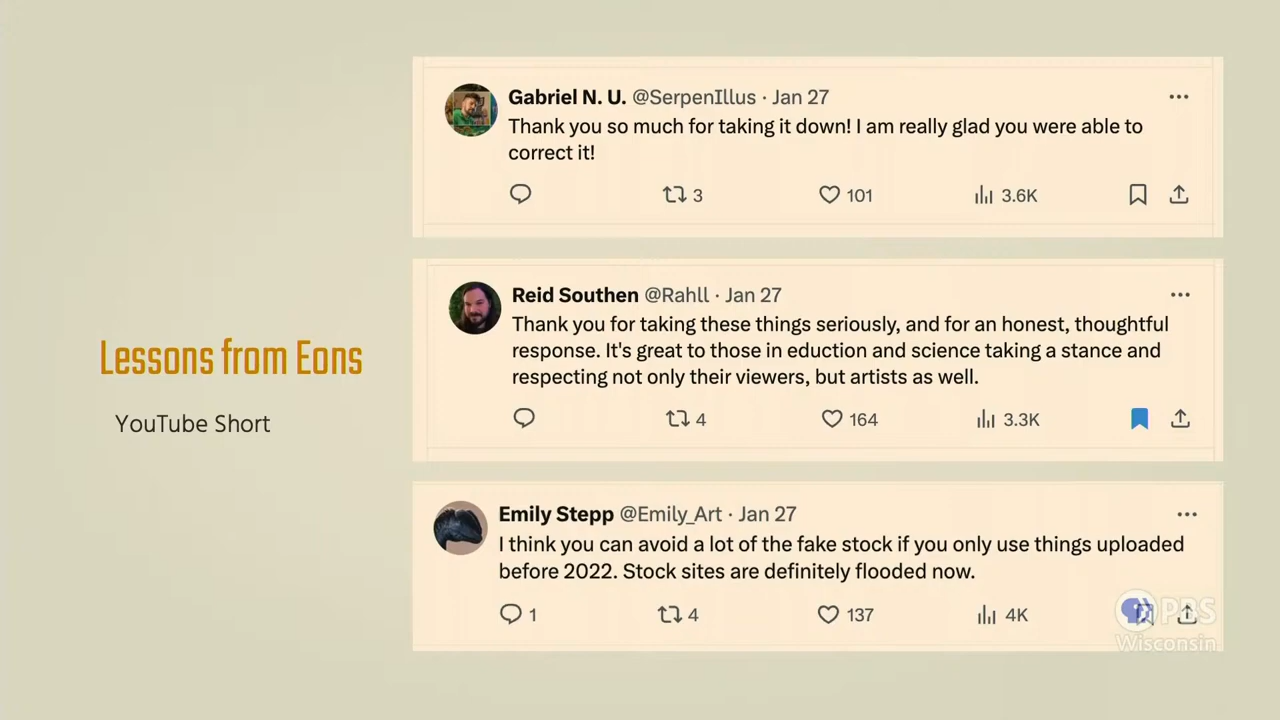 Gabriel N. U. @SerpenIllus · Jan 27
Thank you so much for taking it down! I am really glad you were able to
correct it!
3 101 3.6K
Reid Southen @Rahll · Jan 27
Thank you for taking these things seriously, and for an honest, thoughtful
response. It's great to those in eduction and science taking a stance and
respecting not only their viewers, but artists as well.
4 164 3.3K
Lessons from Eons
YouTube Short
Emily Stepp @Emily_Art · Jan 27
I think you can avoid a lot of the fake stock if you only use things uploaded
before 2022. Stock sites are definitely flooded now.
1 4 137 4K
PBS
Wisconsin